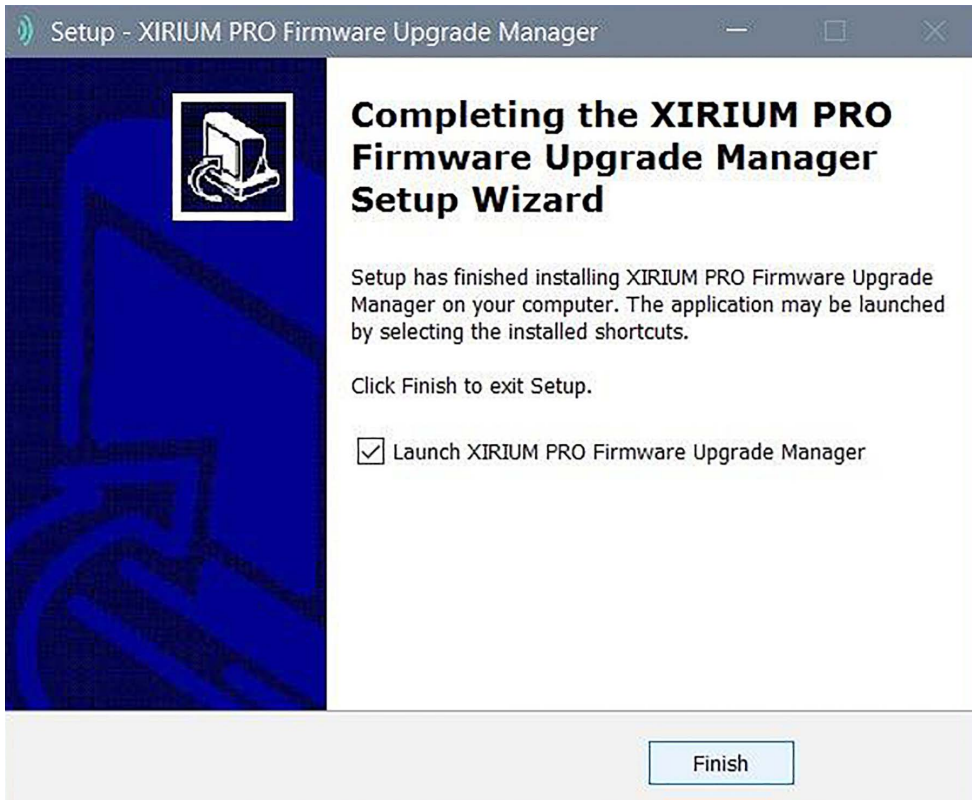 Setup - XIRIUM PRO Firmware Upgrade Manager
Completing the XIRIUM PRO
Firmware Upgrade Manager
Setup Wizard
Setup has finished installing XIRIUM PRO Firmware Upgrade
Manager on your computer. The application may be launched
by selecting the installed shortcuts.
Click Finish to exit Setup.
Launch XIRIUM PRO Firmware Upgrade Manager
Finish